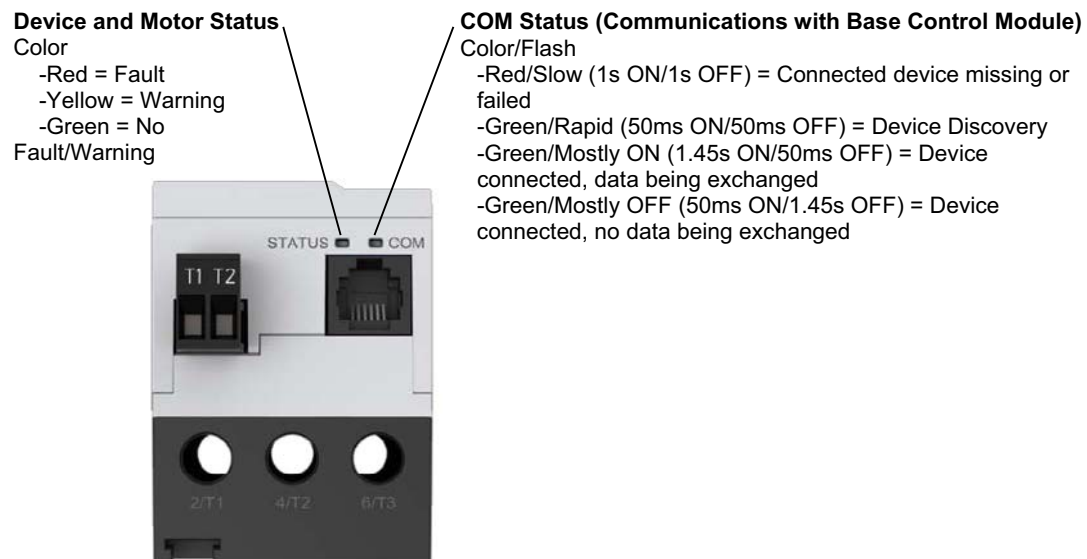 Device and Motor Status
Color
-Red = Fault
-Yellow = Warning
-Green = No
Fault/Warning
COM Status (Communications with Base Control Module)
Color/Flash
-Red/Slow (1s ON/1s OFF) = Connected device missing or
failed
-Green/Rapid (50ms ON/50ms OFF) = Device Discovery
-Green/Mostly ON (1.45s ON/50ms OFF) = Device
connected, data being exchanged
-Green/Mostly OFF (50ms ON/1.45s OFF) = Device
connected, no data being exchanged
STATUS COM
T1 T2
2/T1 4/T2 6/T3